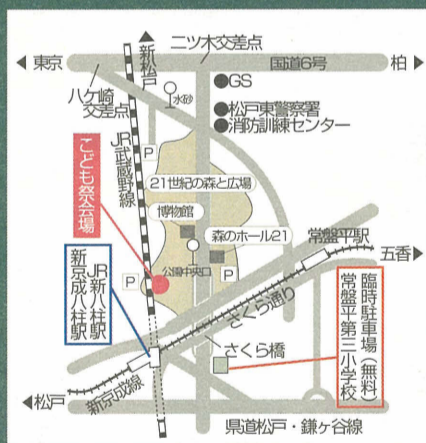 二ツ木交差点
新松戸
東京
国道6号
柏
GS
八ケ崎
交差点
水砂
松戸東警察署
消防訓練センター
P
JR武蔵野線
21世紀の森と広場
こども祭会場
博物館
森のホール21
常盤平駅
五香
公園中央口
P
P
JR新八柱駅
新京成八柱駅
さくら通り
臨時駐車場(無料)
常盤平第三小学校
さくら橋
新京成線
松戸
県道松戸・鎌ヶ谷線